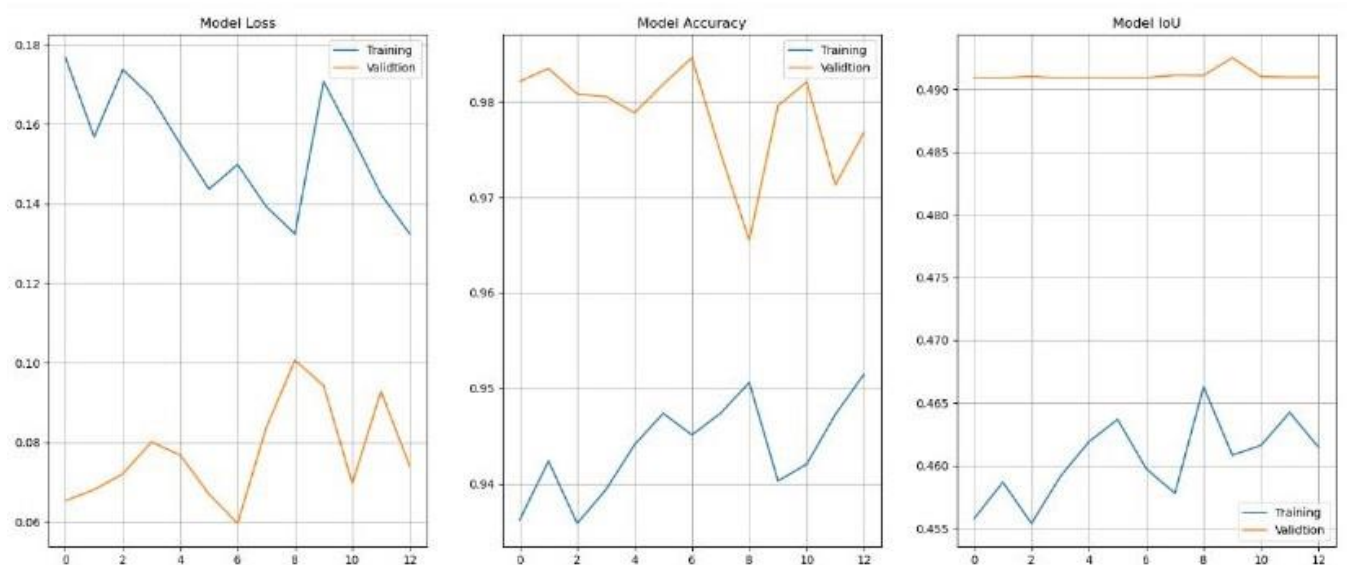 Model Loss
0.18
0.16
0.14
0.12
0.10
0.08
0.06
0 2 4 6 8 10 12
Training
Validtion
Model Accuracy
0.98
0.97
0.96
0.95
0.94
0 2 4 6 8 10 12
Training
Validtion
Model IoU
0.490
0.485
0.480
0.475
0.470
0.465
0.460
0.455
0 2 4 6 8 10 12
Training
Validtion